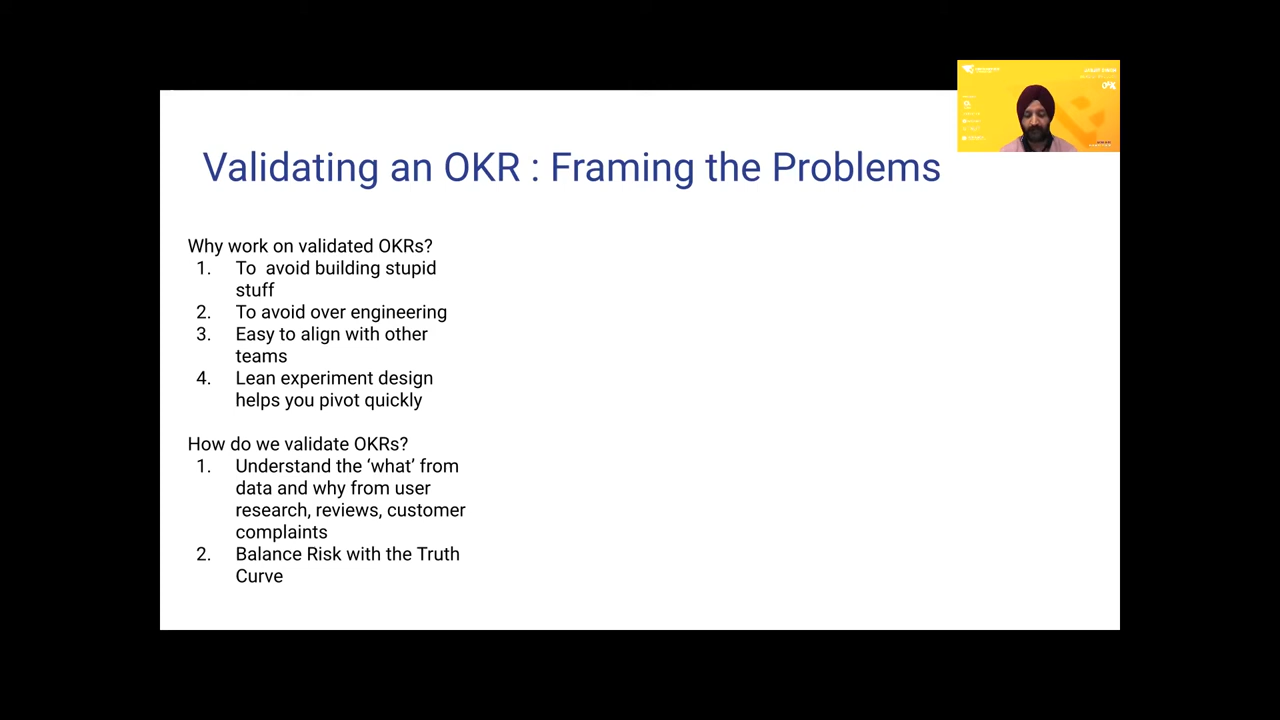 Validating an OKR : Framing the Problems
Why work on validated OKRs?
1. To  avoid building stupid
stuff
2. To avoid over engineering
3. Easy to align with other
teams
4. Lean experiment design
helps you pivot quickly
How do we validate OKRs?
1. Understand the ‘what’ from
data and why from user
research, reviews, customer
complaints
2. Balance Risk with the Truth
Curve